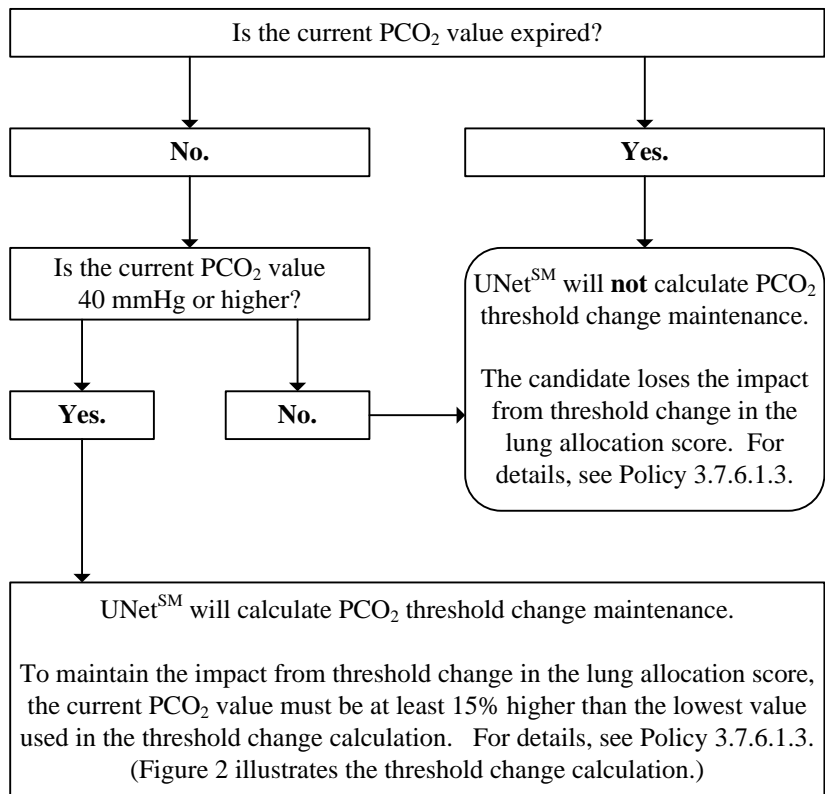 Is the current PCO₂ value expired?
No.
Yes.
Is the current PCO₂ value
40 mmHg or higher?
UNetSM will not calculate PCO₂
threshold change maintenance.
The candidate loses the impact
from threshold change in the
lung allocation score. For
details, see Policy 3.7.6.1.3.
Yes.
No.
UNetSM will calculate PCO₂ threshold change maintenance.
To maintain the impact from threshold change in the lung allocation score,
the current PCO₂ value must be at least 15% higher than the lowest value
used in the threshold change calculation. For details, see Policy 3.7.6.1.3.
(Figure 2 illustrates the threshold change calculation.)